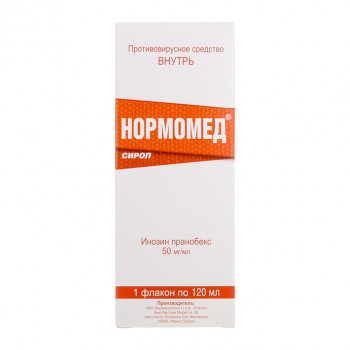 Противовирусное средство
ВНУТРЬ
НОРМОМЕД®
СИРОП
Инозин пранобекс
50 мг/мл
1 флакон по 120 мл
Производитель: